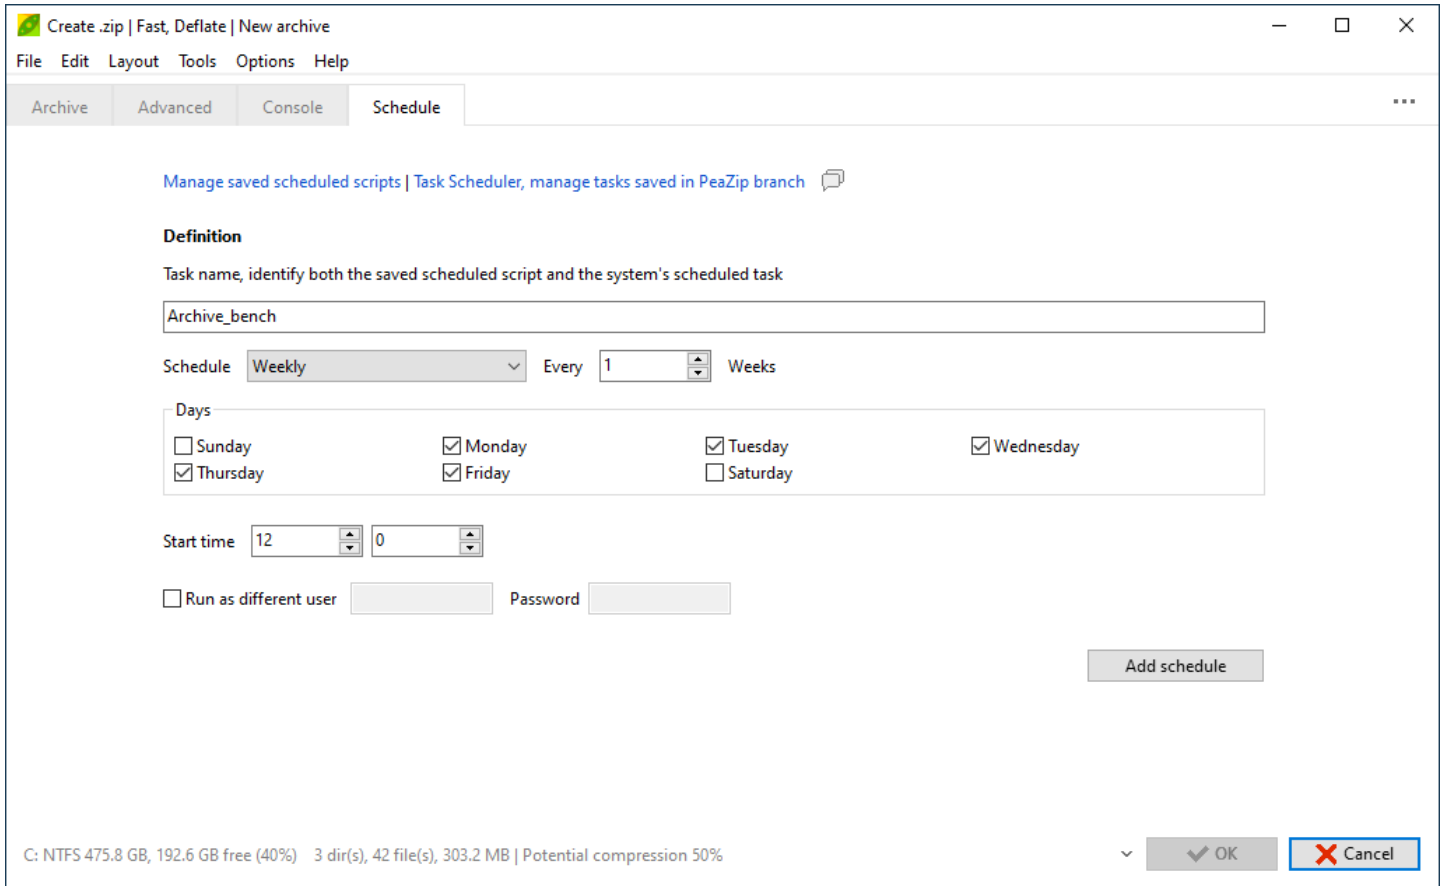 Create .zip | Fast, Deflate | New archive
File Edit Layout Tools Options Help
Archive Advanced Console Schedule
Manage saved scheduled scripts | Task Scheduler, manage tasks saved in PeaZip branch
Definition
Task name, identify both the saved scheduled script and the system's scheduled task
Archive_bench
Schedule Weekly Every 1 Weeks
Days
Sunday Monday Tuesday Wednesday
Thursday Friday Saturday
Start time 12 0
Run as different user Password
Add schedule
C: NTFS 475.8 GB, 192.6 GB free (40%) 3 dir(s), 42 file(s), 303.2 MB | Potential compression 50% OK Cancel